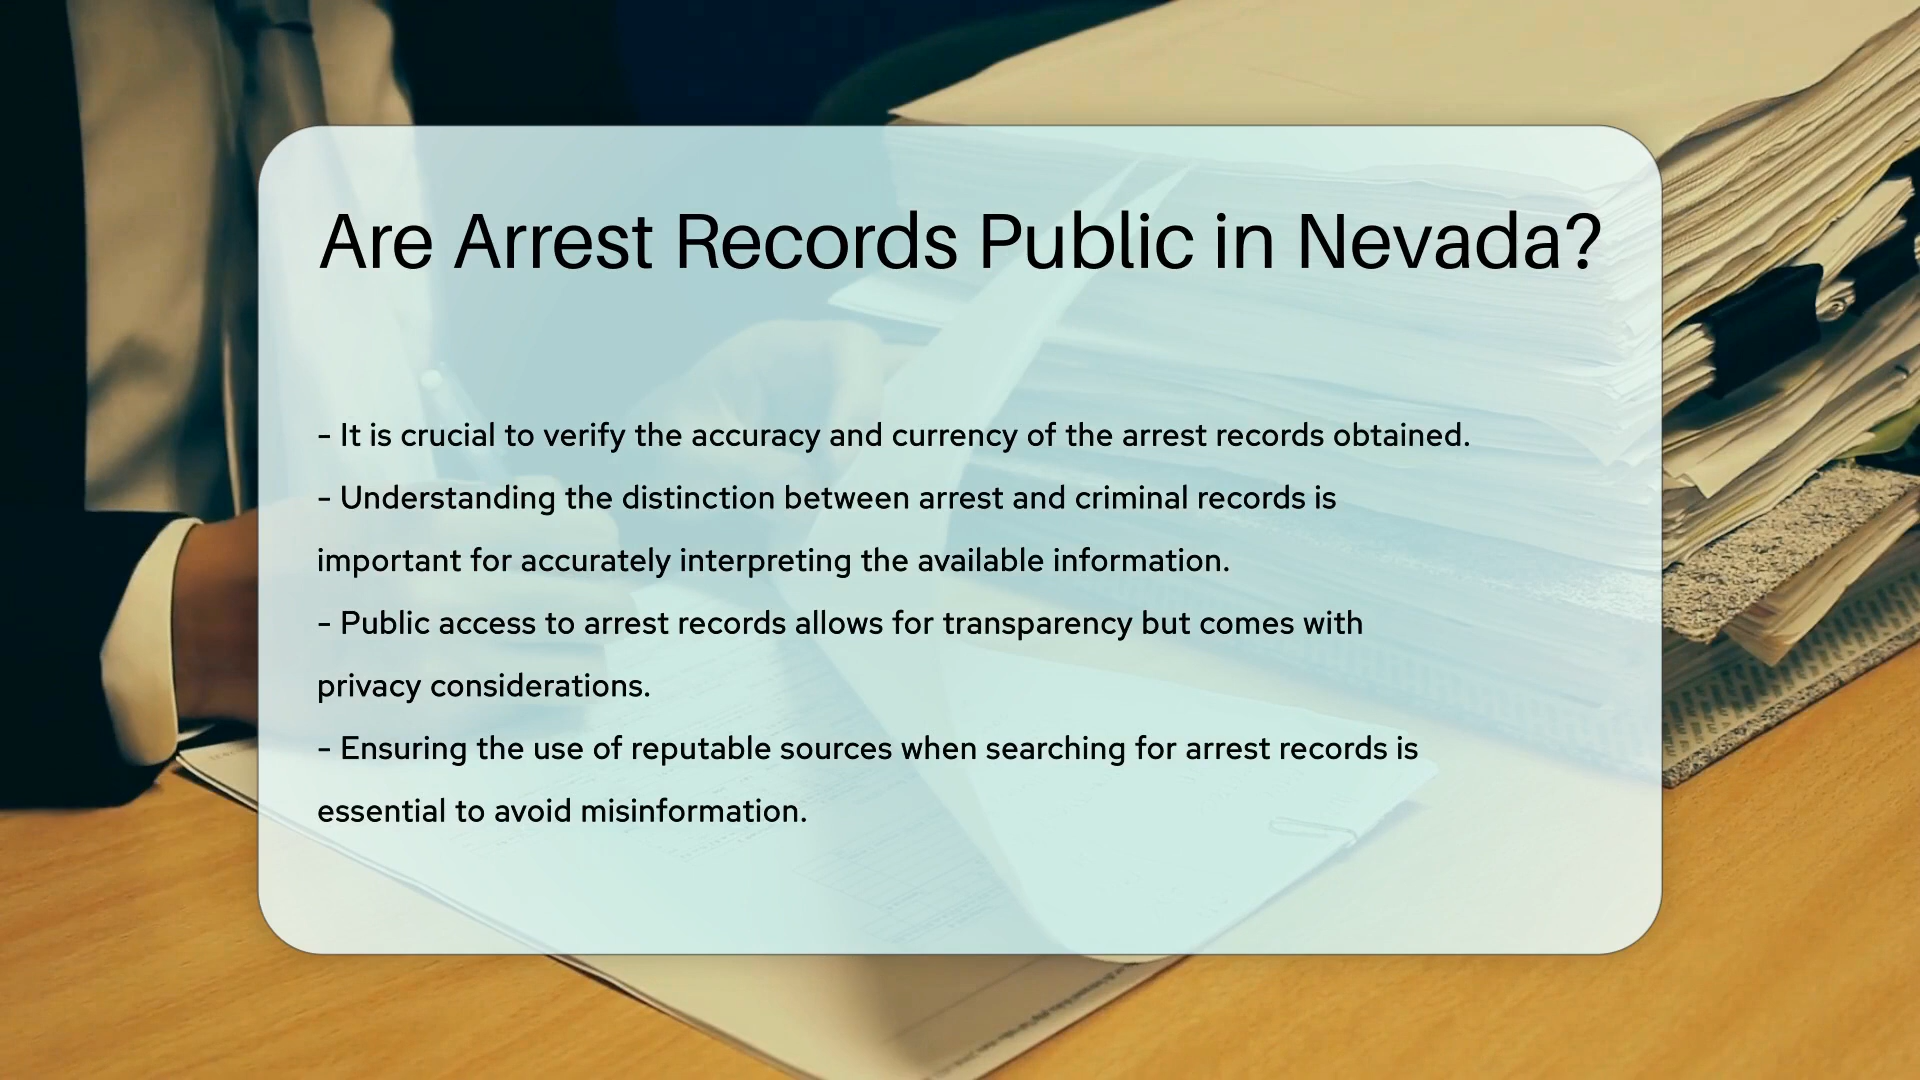 Are Arrest Records Public in Nevada?
- It is crucial to verify the accuracy and currency of the arrest records obtained.
- Understanding the distinction between arrest and criminal records is
important for accurately interpreting the available information.
- Public access to arrest records allows for transparency but comes with
privacy considerations.
- Ensuring the use of reputable sources when searching for arrest records is
essential to avoid misinformation.